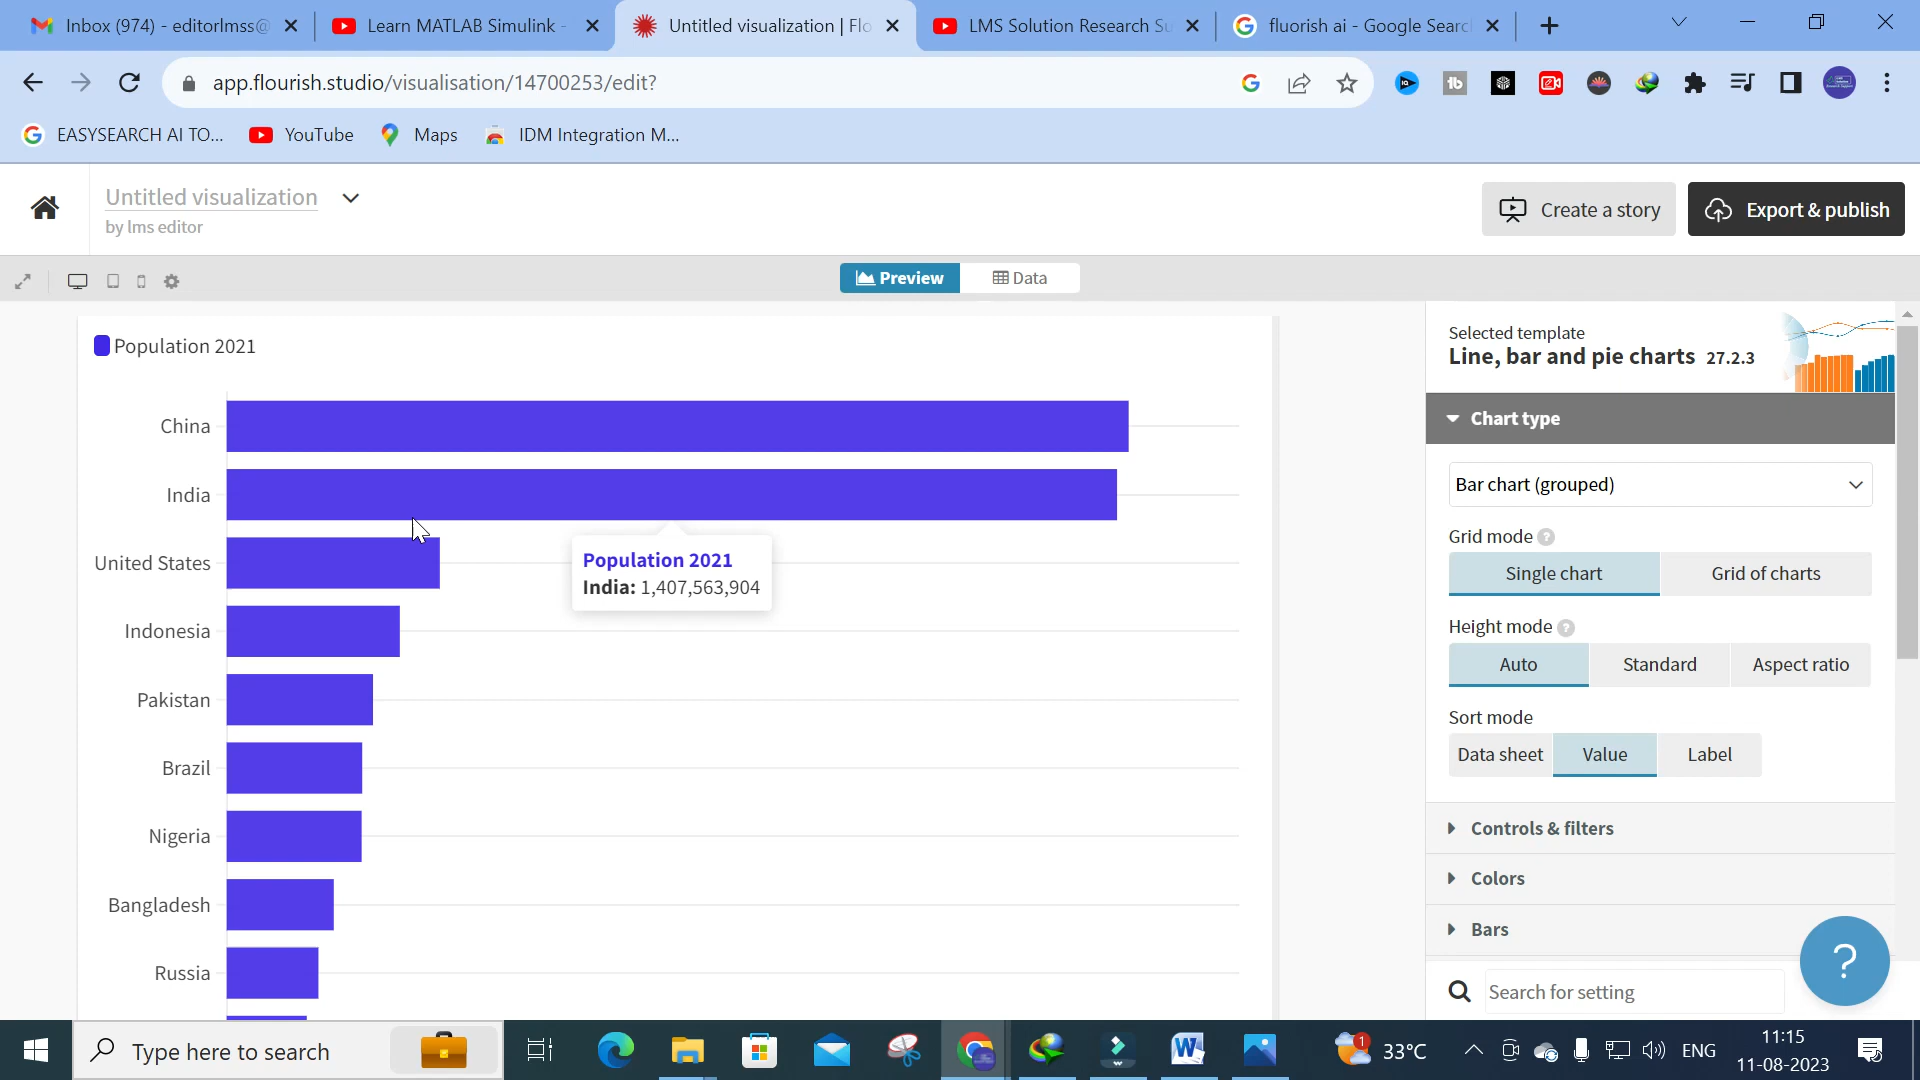 Inbox (974) - editorlmss@
Learn MATLAB Simulink -
Untitled visualization | Flo
LMS Solution Research Su
fluorish ai - Google Search
app.flourish.studio/visualisation/14700253/edit?
EASYSEARCH AI TO...
YouTube
Maps
IDM Integration M...
Untitled visualization
by lms editor
Create a story
Export & publish
Preview
Data
Population 2021
China
India
United States
Indonesia
Pakistan
Brazil
Nigeria
Bangladesh
Russia
Population 2021
India: 1,407,563,904
Selected template
Line, bar and pie charts 27.2.3
Chart type
Bar chart (grouped)
Grid mode ?
Single chart
Grid of charts
Height mode ?
Auto
Standard
Aspect ratio
Sort mode
Data sheet
Value
Label
Controls & filters
Colors
Bars
Search for setting
?
Type here to search
1
33°C
ENG
11:15
11-08-2023